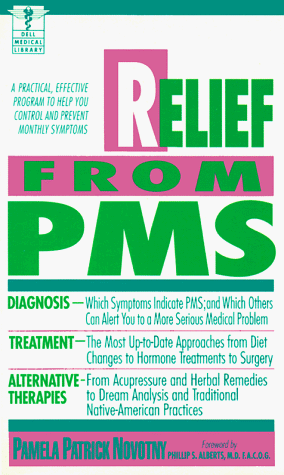 DELL
MEDICAL
LIBRARY
A PRACTICAL, EFFECTIVE
PROGRAM TO HELP YOU
CONTROL AND PREVENT
MONTHLY SYMPTOMS
RELIEF
FROM
PMS
DIAGNOSIS—Which Symptoms Indicate PMS; and Which Others
Can Alert You to a More Serious Medical Problem
TREATMENT—The Most Up-to-Date Approaches from Diet
Changes to Hormone Treatments to Surgery
ALTERNATIVE-From Acupressure and Herbal Remedies
THERAPIES to Dream Analysis and Traditional
Native-American Practices
PAMELA PATRICK NOVOTNY Foreword by
PHILLIP S. ALBERTS, M.D. F.A.C.O.G.